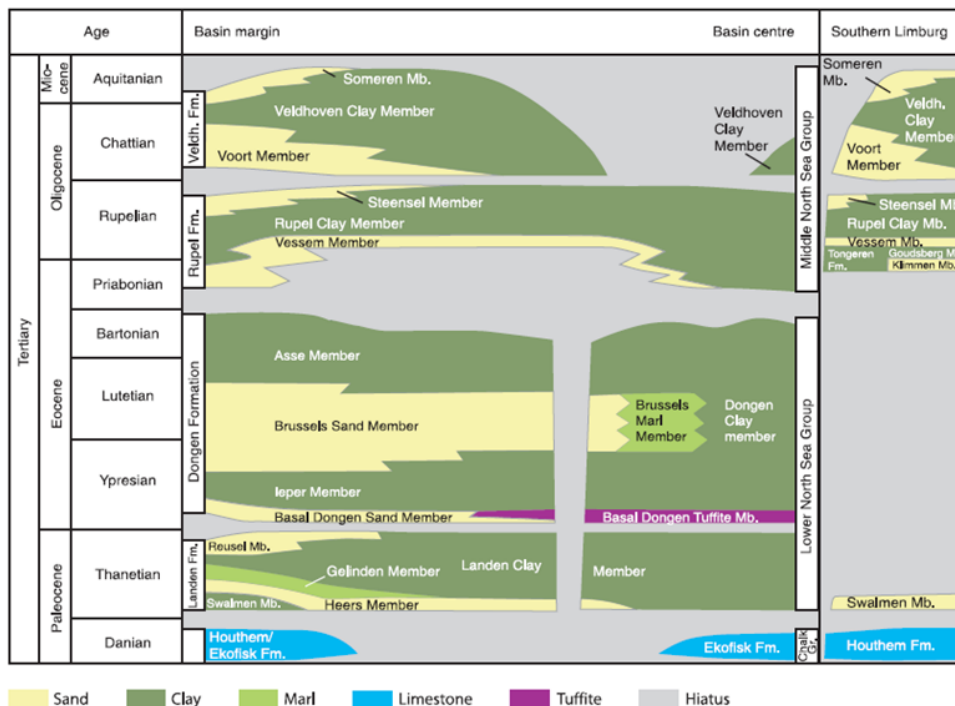 Age
Basin margin
Basin centre
Southern Limburg
Tertiary
Mio-
cene
Oligocene
Eocene
Paleocene
Aquitanian
Chattian
Rupelian
Priabonian
Bartonian
Lutetian
Ypresian
Thanetian
Danian
Veldh. Fm.
Rupel Fm.
Dongen Formation
Landen Fm.
Someren Mb.
Veldhoven Clay Member
Voort Member
Veldhoven
Clay
Member
Steensel Member
Rupel Clay Member
Vessem Member
Asse Member
Brussels Sand Member
Brussels
Marl
Member
Dongen
Clay
member
Ieper Member
Basal Dongen Sand Member
Basal Dongen Tuffite Mb.
Reusel Mb.
Gelinden Member
Landen Clay
Member
Swalmen Mb.
Heers Member
Houthem/
Ekofisk Fm.
Ekofisk Fm.
Middle North Sea Group
Lower North Sea Group
Chalk
Gr.
Someren
Mb.
Veldh.
Clay
Member
Voort
Member
Steensel Mb
Rupel Clay Mb.
Vessem Mb.
Tongeren
Fm.
Goudsberg M
Klimmen Mb.
Swalmen Mb.
Houthem Fm.
Sand
Clay
Marl
Limestone
Tuffite
Hiatus